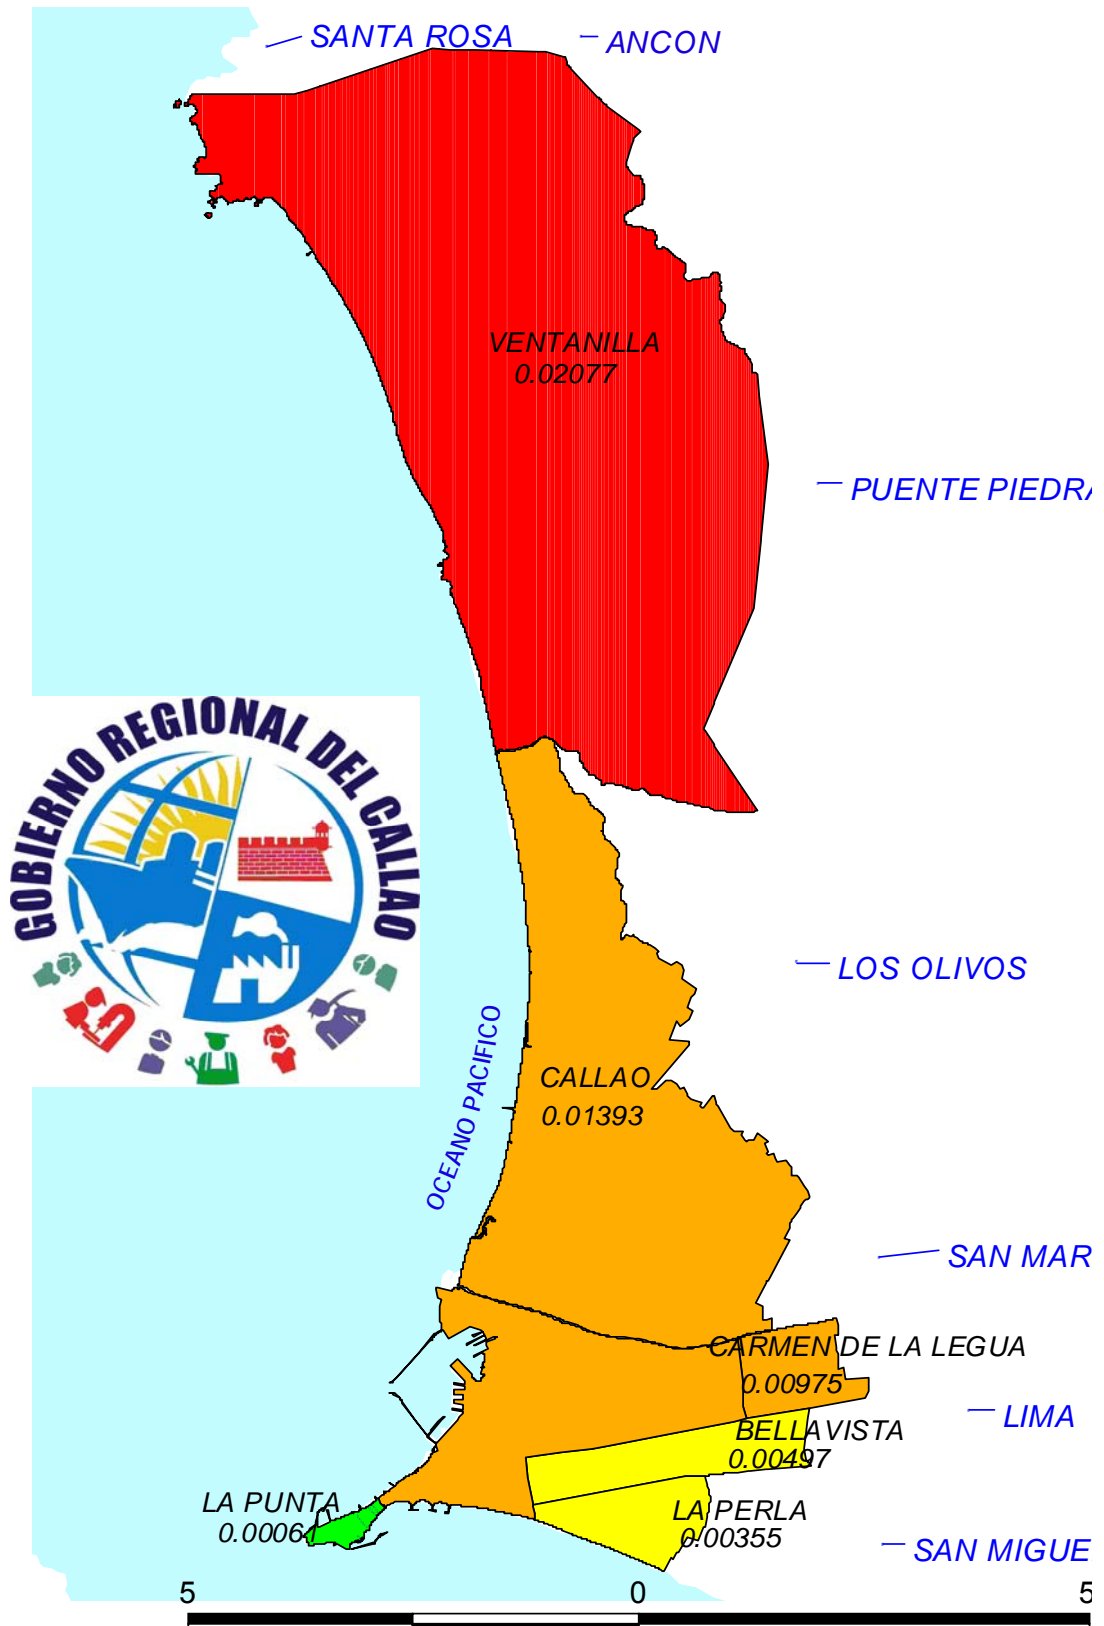 SANTA ROSA
ANCON
VENTANILLA
0.02077
PUENTE PIEDRA
GOBIERNO REGIONAL DEL CALLAO
LOS OLIVOS
OCEANO PACIFICO
CALLAO
0.01393
SAN MAR
CARMEN DE LA LEGUA
0.00975
LIMA
BELLAVISTA
0.00497
LA PUNTA
0.0006
LA PERLA
0.00355
SAN MIGUE
5 0 5